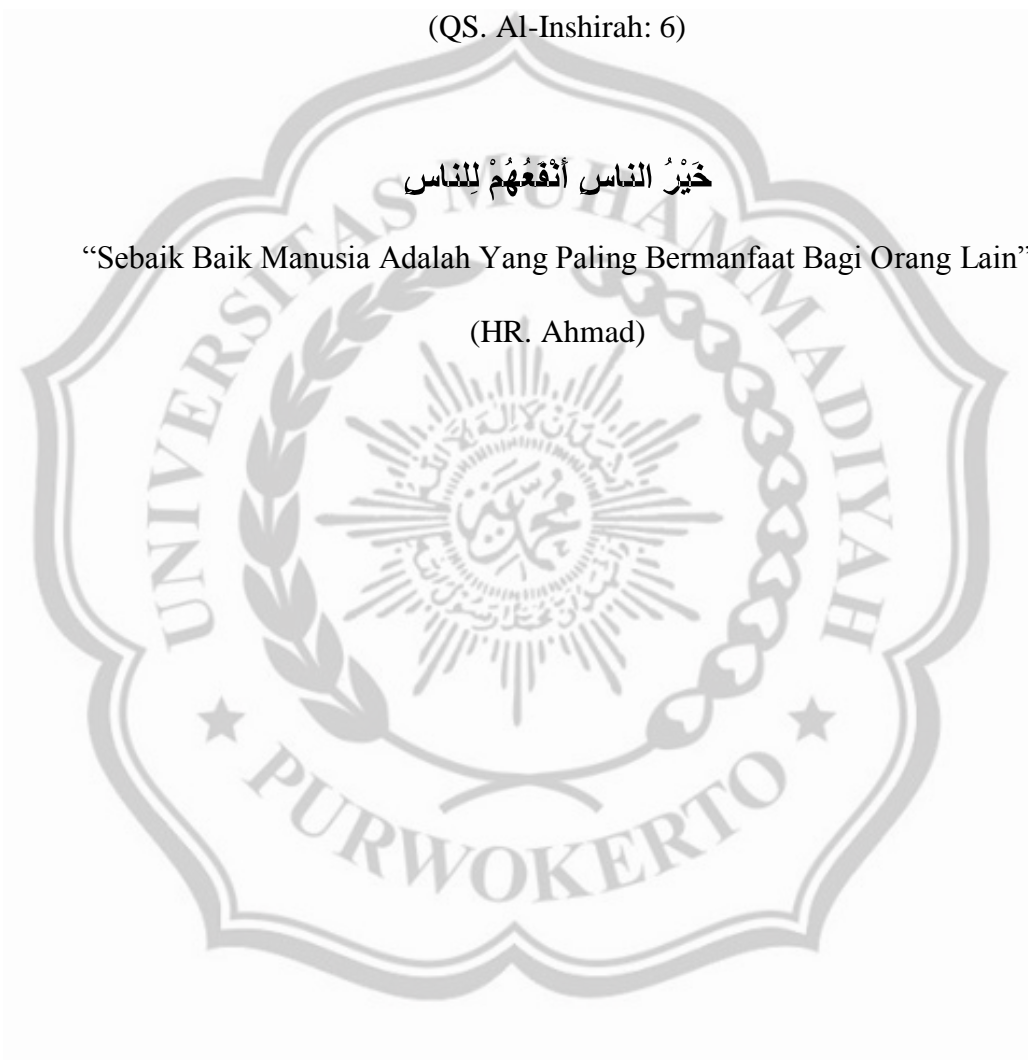 (QS. Al-Inshirah: 6)
خَيْرُ الناسِ أَنْفَعُهُمْ لِلناسِ
“Sebaik Baik Manusia Adalah Yang Paling Bermanfaat Bagi Orang Lain”
(HR. Ahmad)
UNIVERSITAS MUHAMMADIYAH
PURWOKERTO
محمد